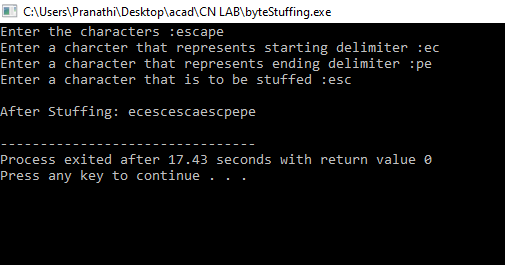 C:\Users\Pranathi\Desktop\acad\CN LAB\byteStuffing.exe
Enter the characters :escape
Enter a charcter that represents starting delimiter :ec
Enter a character that represents ending delimiter :pe
Enter a character that is to be stuffed :esc
After Stuffing: ecescescaescpepe
--------------------------------
Process exited after 17.43 seconds with return value 0
Press any key to continue . . .